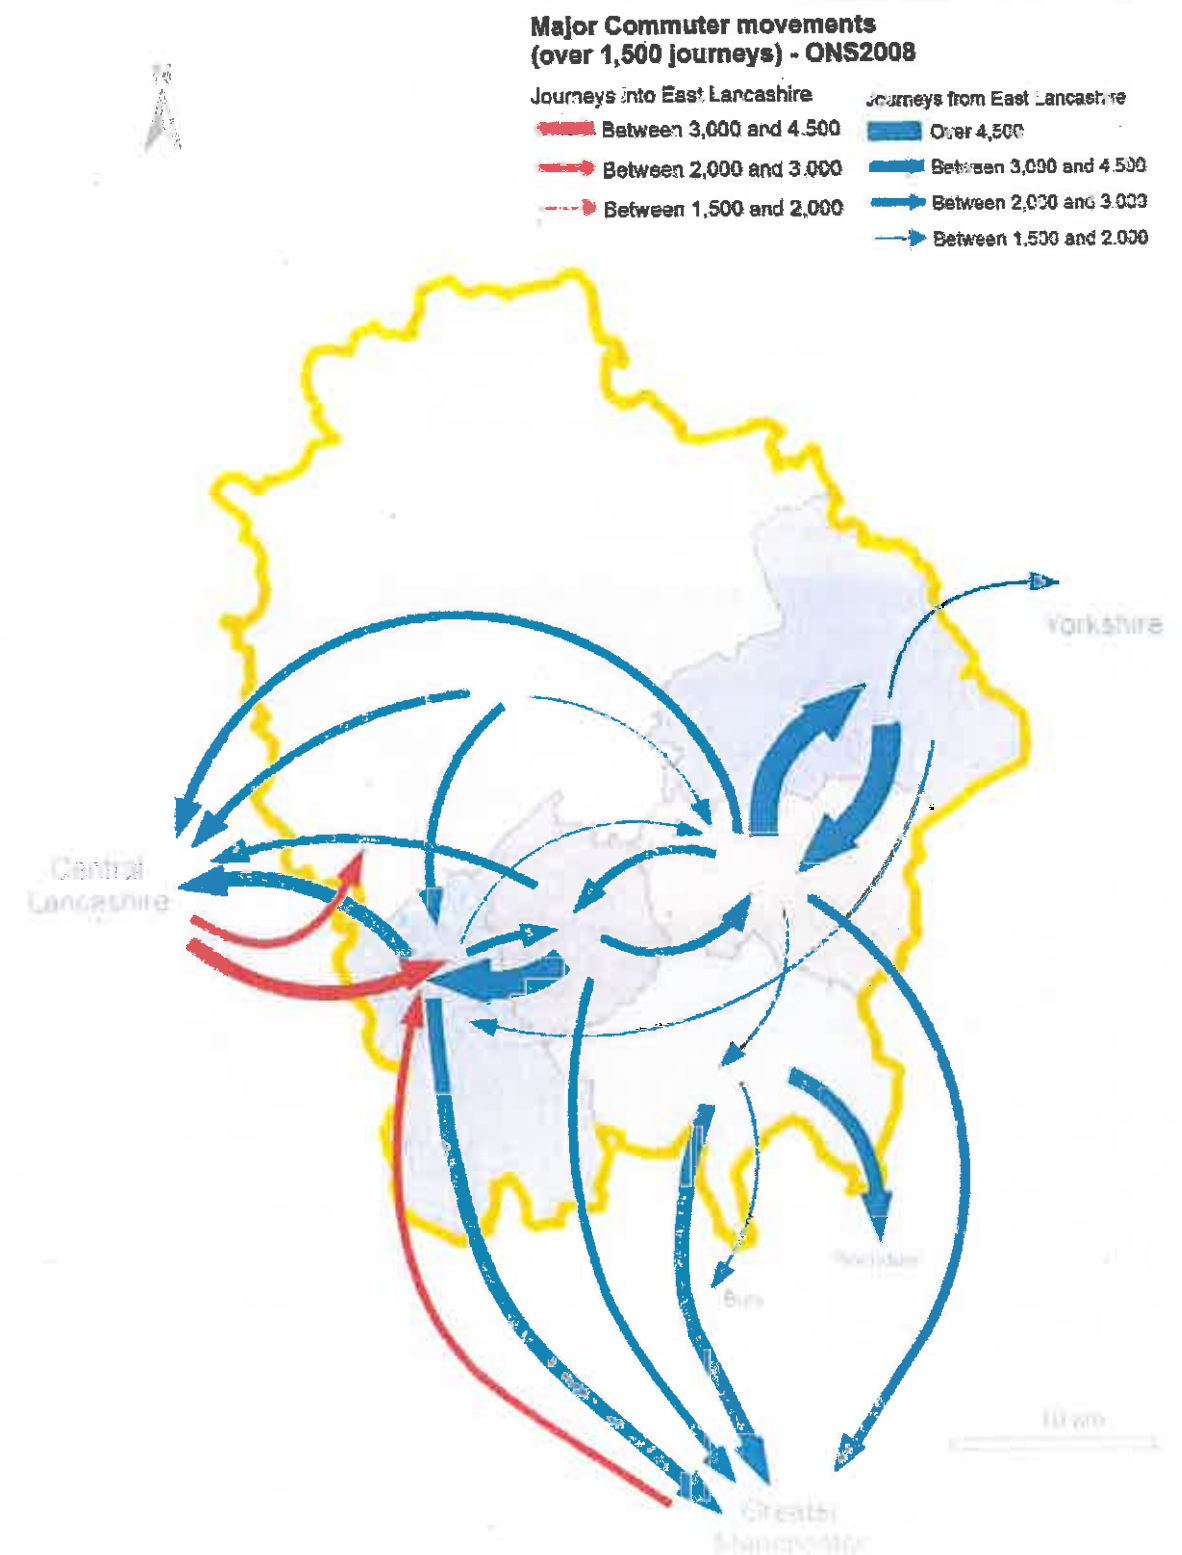 Major Commuter movements
(over 1,500 journeys) - ONS2008
Journeys into East Lancashire
Between 3,000 and 4.500
Between 2,000 and 3.000
Between 1,500 and 2,000
Journeys from East Lancashire
Over 4,500
Between 3,000 and 4.500
Between 2,000 and 3.000
Between 1,500 and 2.000
Yorkshire
Central
Lancashire
Bury
10 km
Greater
Manchester